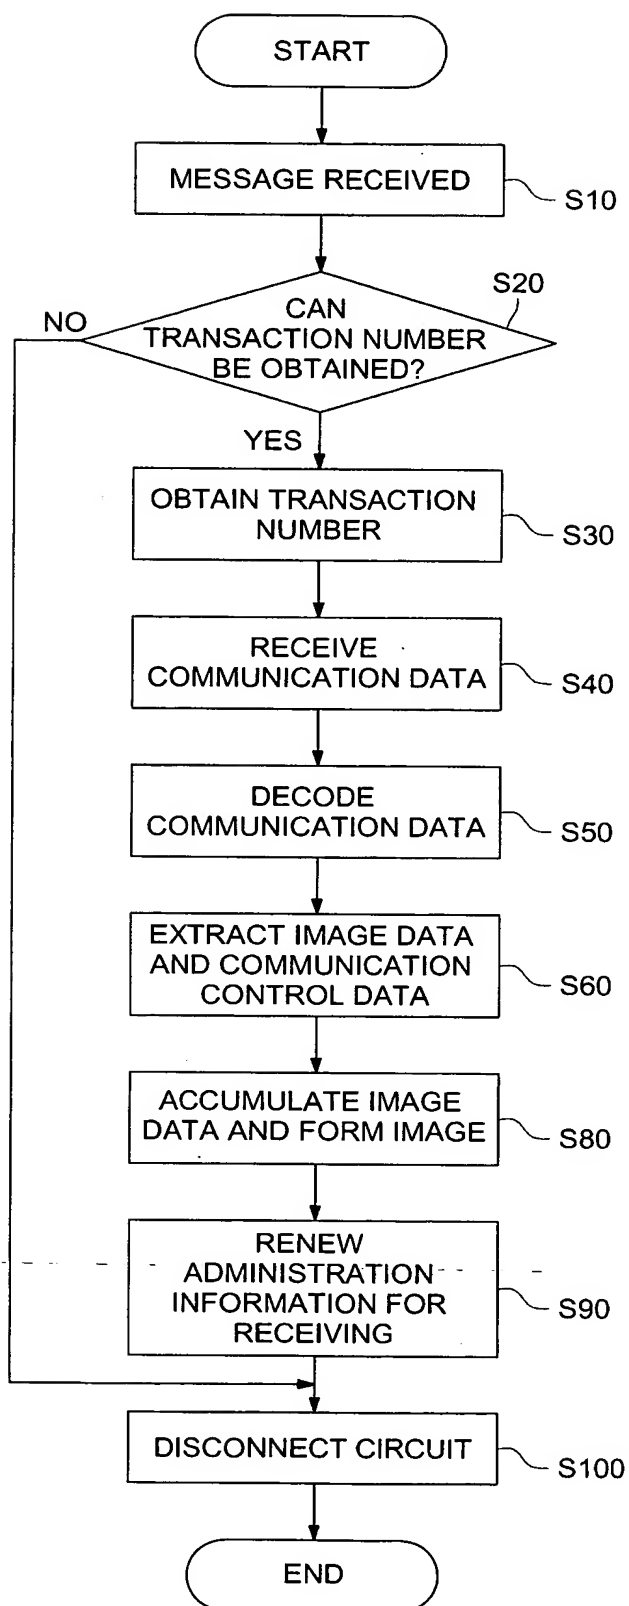 START
MESSAGE RECEIVED
S10
S20
CAN
TRANSACTION NUMBER
BE OBTAINED?
NO
YES
OBTAIN TRANSACTION
NUMBER
S30
RECEIVE
COMMUNICATION DATA
S40
DECODE
COMMUNICATION DATA
S50
EXTRACT IMAGE DATA
AND COMMUNICATION
CONTROL DATA
S60
ACCUMULATE IMAGE
DATA AND FORM IMAGE
S80
RENEW
ADMINISTRATION
INFORMATION FOR
RECEIVING
S90
DISCONNECT CIRCUIT
S100
END